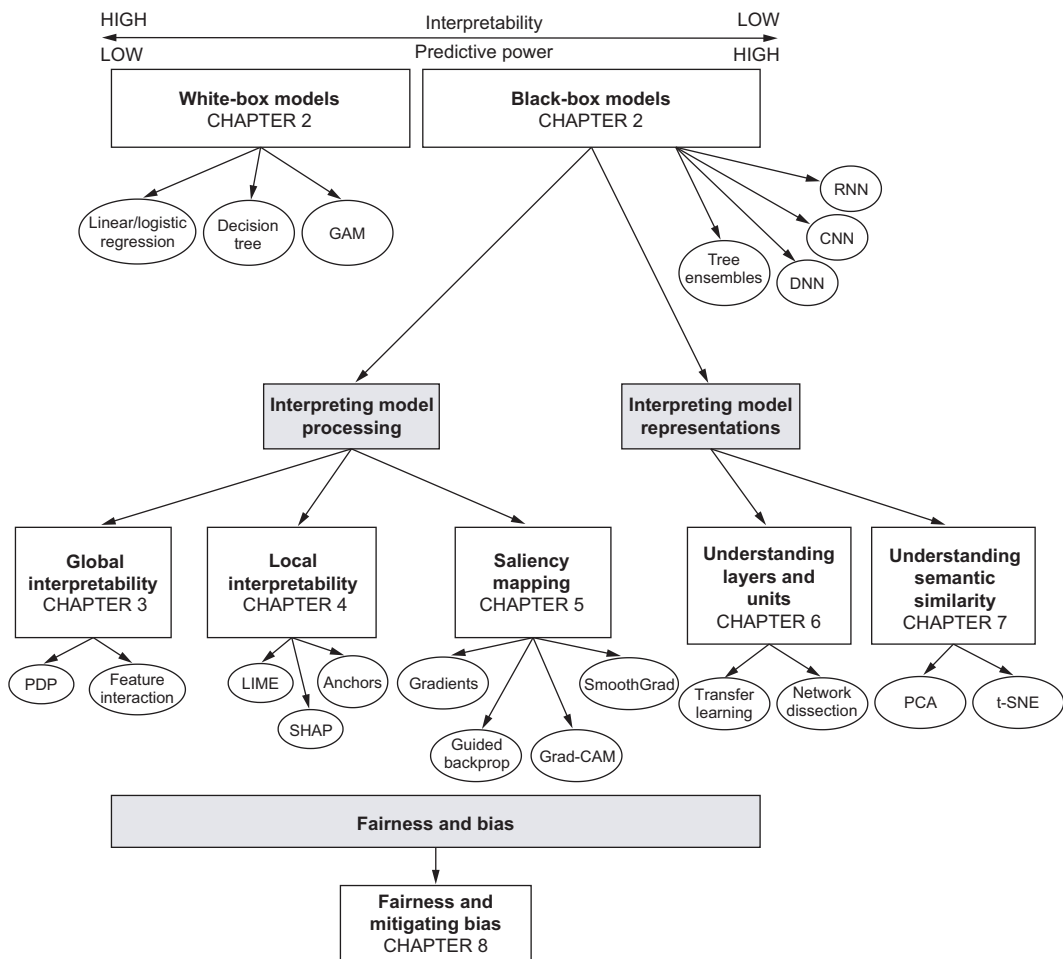 HIGH
Interpretability
LOW
LOW
Predictive power
HIGH
White-box models
CHAPTER 2
Black-box models
CHAPTER 2
Linear/logistic
regression
Decision
tree
GAM
Tree
ensembles
DNN
CNN
RNN
Interpreting model
processing
Interpreting model
representations
Global
interpretability
CHAPTER 3
Local
interpretability
CHAPTER 4
Saliency
mapping
CHAPTER 5
Understanding
layers and
units
CHAPTER 6
Understanding
semantic
similarity
CHAPTER 7
PDP
Feature
interaction
LIME
SHAP
Anchors
Gradients
Guided
backprop
Grad-CAM
SmoothGrad
Transfer
learning
Network
dissection
PCA
t-SNE
Fairness and bias
Fairness and
mitigating bias
CHAPTER 8